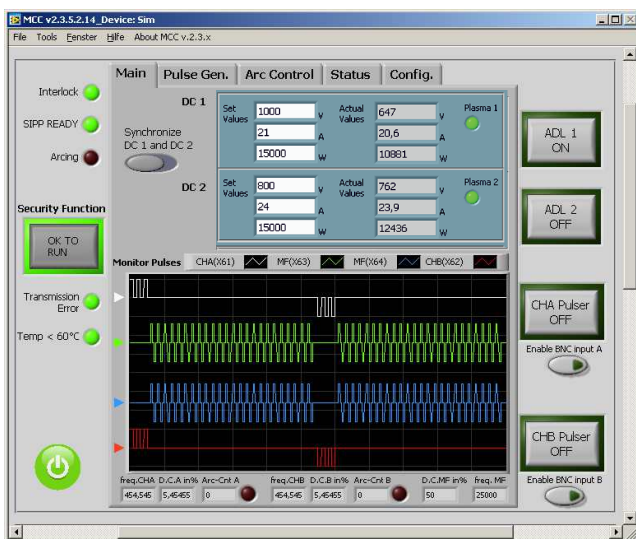 MCC v2.3.5.2.14_Device: Sim
File Tools Fenster Hilfe About MCC v.2.3.x
Main Pulse Gen. Arc Control Status Config.
Interlock
SIPP READY
Arcing
Security Function
OK TO
RUN
Transmission
Error
Temp < 60°C
DC 1
Synchronize
DC 1 and DC 2
Set
Values
1000 V
21 A
15000 W
Actual
Values
647 V
20,6 A
10881 W
Plasma 1
DC 2
Set
Values
800 V
24 A
15000 W
Actual
Values
762 V
23,9 A
12436 W
Plasma 2
Monitor Pulses CHA(X61) MF(X63) MF(X64) CHB(X62)
freq.CHA D.C.A in% Arc-Cnt A freq.CHB D.C.B in% Arc-Cnt B D.C.MF in% freq. MF
454,545 5,45455 0 454,545 5,45455 0 50 25000
ADL 1
ON
ADL 2
OFF
CHA Pulser
OFF
Enable BNC input A
CHB Pulser
OFF
Enable BNC input B